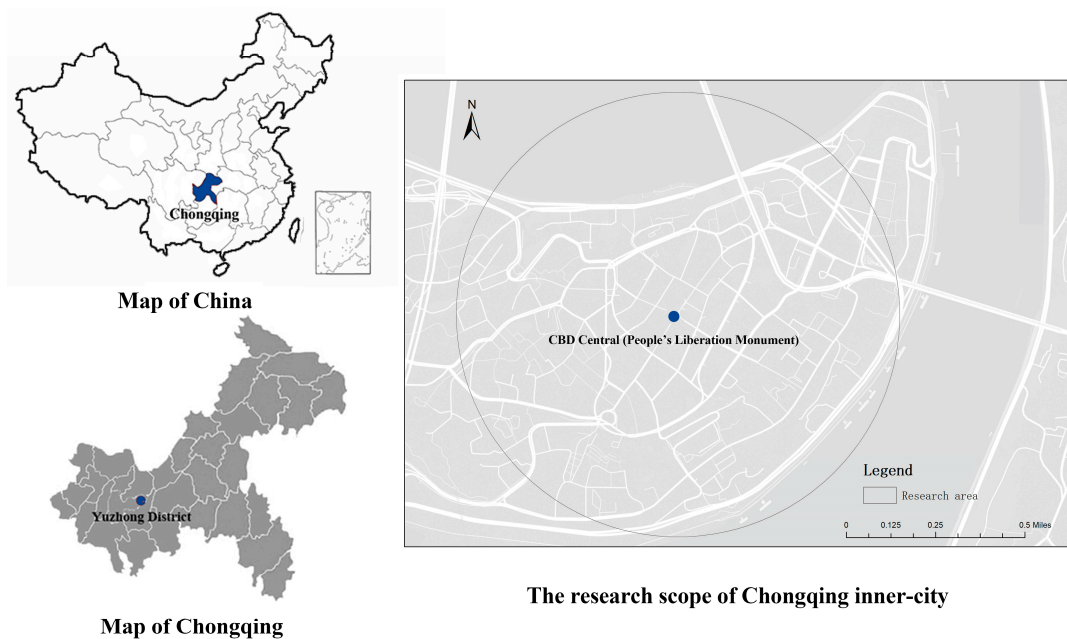 Chongqing
Map of China
Yuzhong District
Map of Chongqing
N
CBD Central (People's Liberation Monument)
Legend
Research area
0 0.125 0.25 0.5 Miles
The research scope of Chongqing inner-city